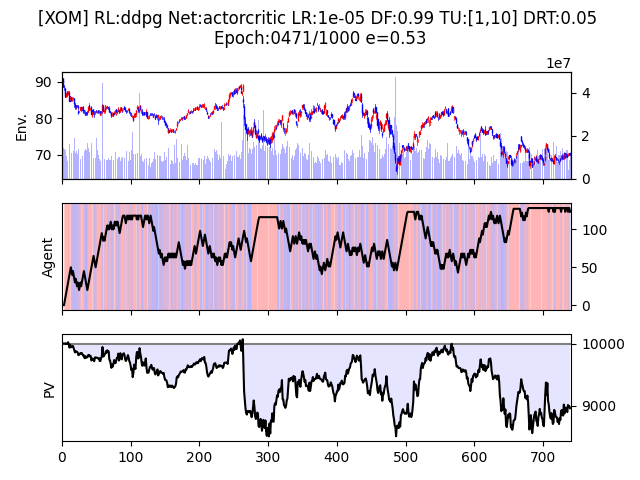 [XOM] RL:ddpg Net:actorcritic LR:1e-05 DF:0.99 TU:[1,10] DRT:0.05
Epoch:0471/1000 e=0.53
1e7
90
80
70
Env.
4
2
0
Agent
100
50
0
PV
10000
9000
0 100 200 300 400 500 600 700